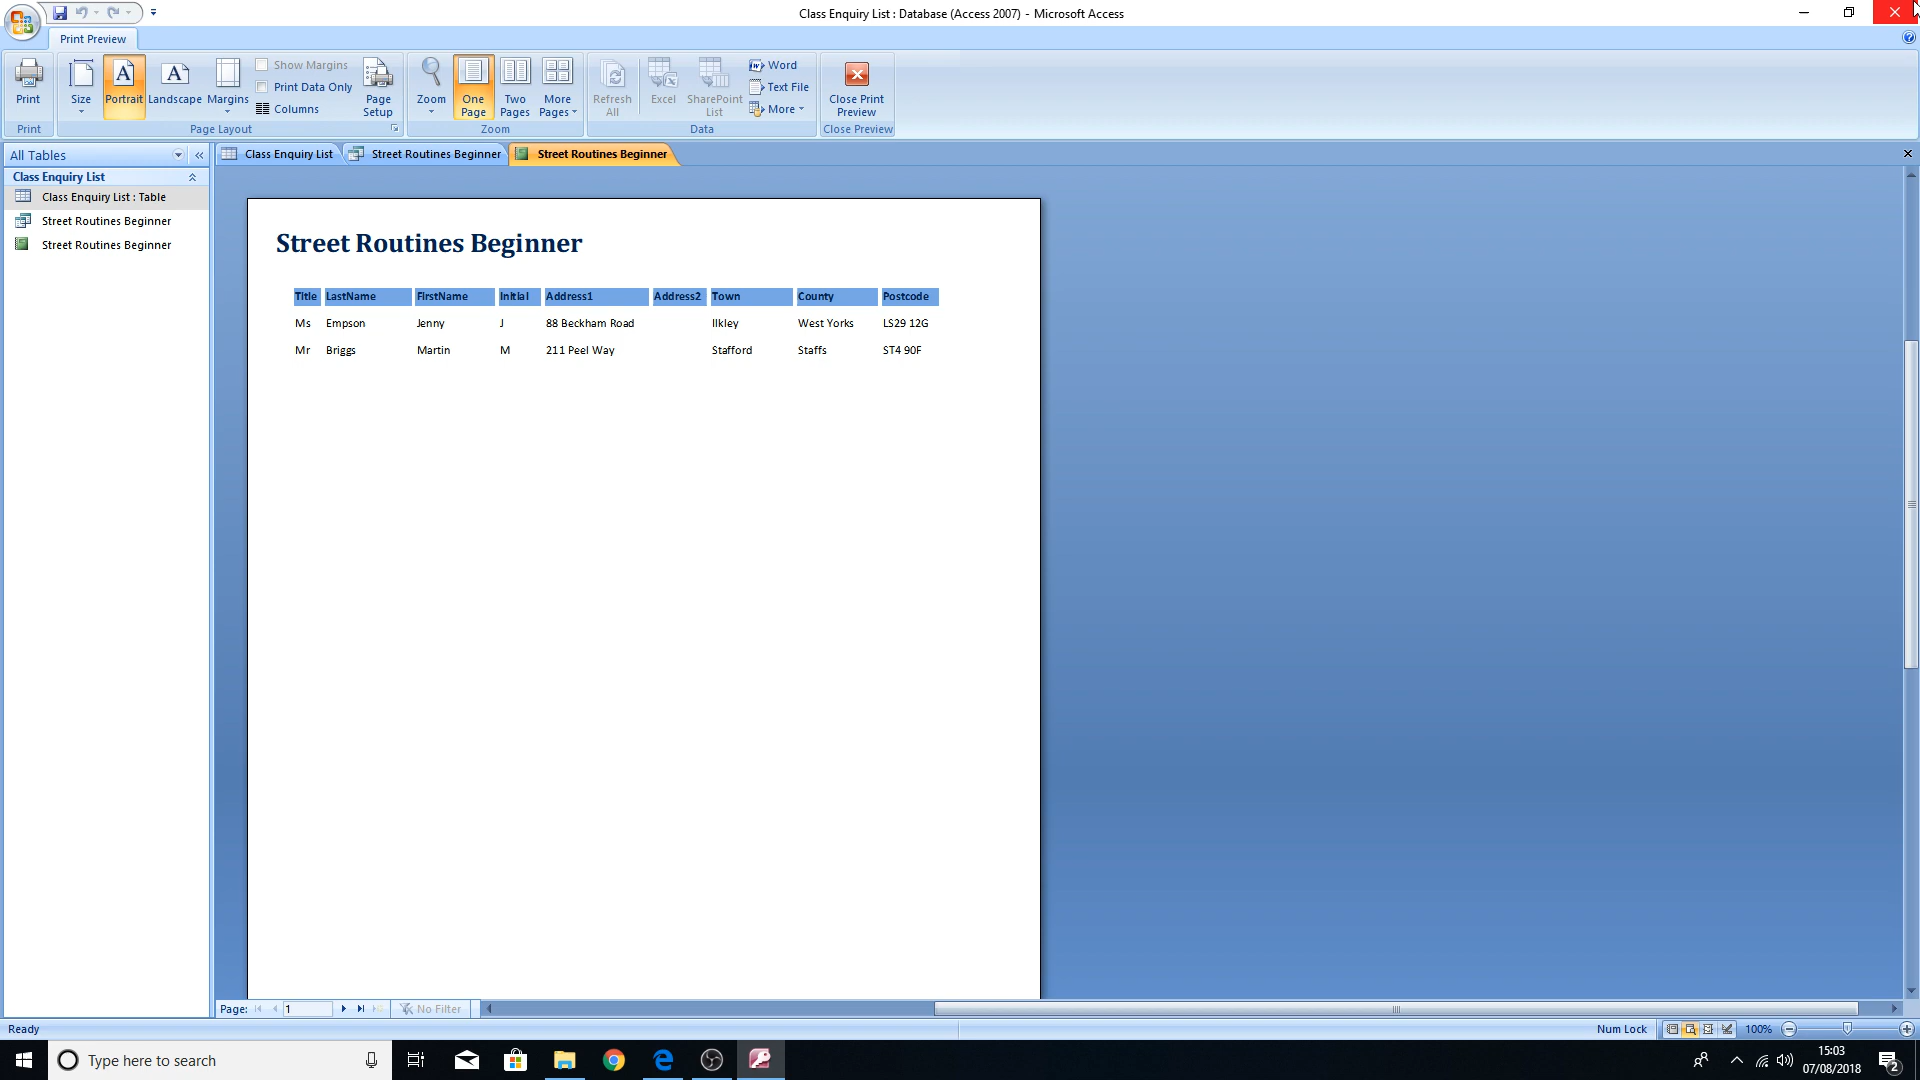 Class Enquiry List : Database (Access 2007) - Microsoft Access
Print Preview
Print
Size
Portrait
Landscape
Margins
Show Margins
Print Data Only
Columns
Page Setup
Zoom
One Page
Two Pages
More Pages
Refresh All
Excel
SharePoint List
Word
Text File
More
Close Print Preview
Print
Page Layout
Zoom
Data
Close Preview
All Tables
Class Enquiry List
Class Enquiry List : Table
Street Routines Beginner
Street Routines Beginner
Class Enquiry List
Street Routines Beginner
Street Routines Beginner
Street Routines Beginner
Title LastName FirstName Initial Address1 Address2 Town County Postcode
Ms Empson Jenny J 88 Beckham Road Ilkley West Yorks LS29 12G
Mr Briggs Martin M 211 Peel Way Stafford Staffs ST4 90F
Page: 1 No Filter
Ready Num Lock 100%
Type here to search
15:03
07/08/2018
2